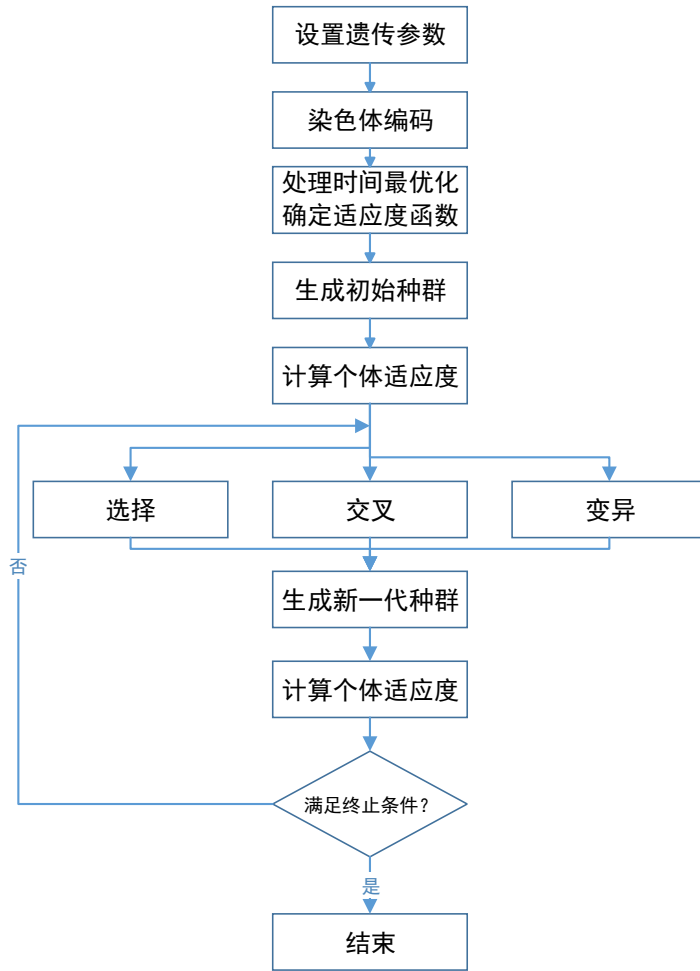 设置遗传参数
染色体编码
处理时间最优化
确定适应度函数
生成初始种群
计算个体适应度
选择
交叉
变异
否
生成新一代种群
计算个体适应度
满足终止条件?
是
结束